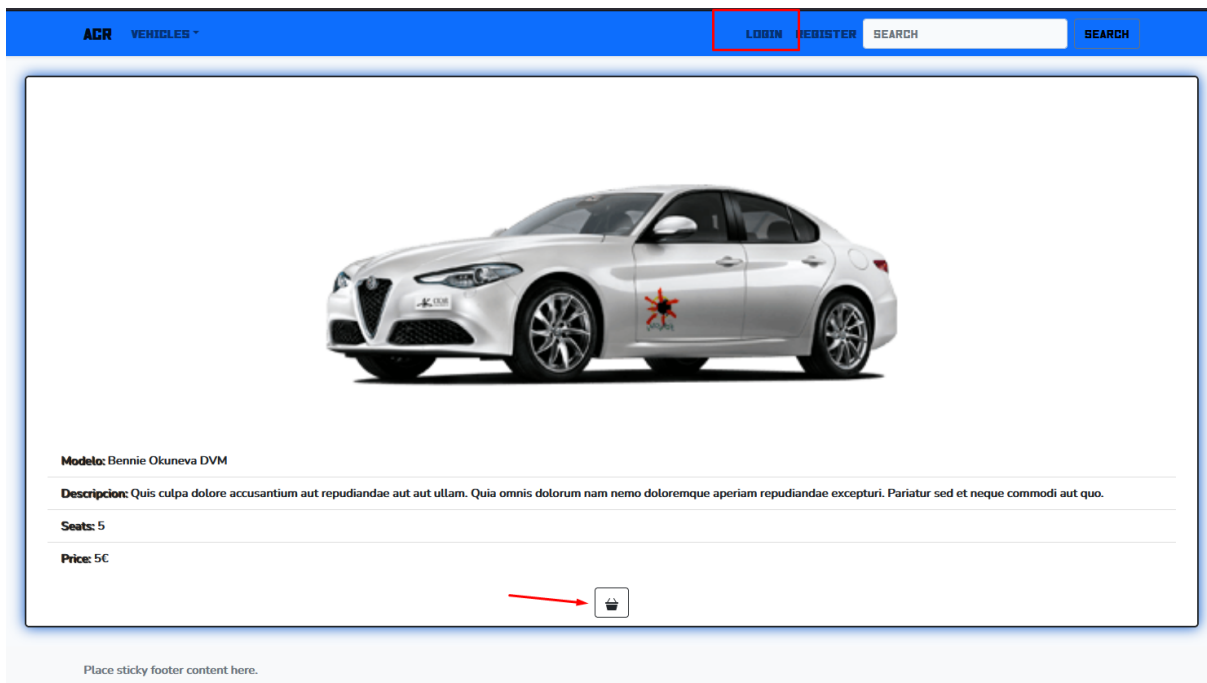 ACR VEHICLES LOGIN REGISTER SEARCH SEARCH
Modelo: Bennie Okuneva DVM
Descripcion: Quis culpa dolore accusantium aut repudiandae aut aut ullam. Quia omnis dolorum nam nemo doloremque aperiam repudiandae excepturi. Pariatur sed et neque commodi aut quo.
Seats: 5
Price: 5€
Place sticky footer content here.